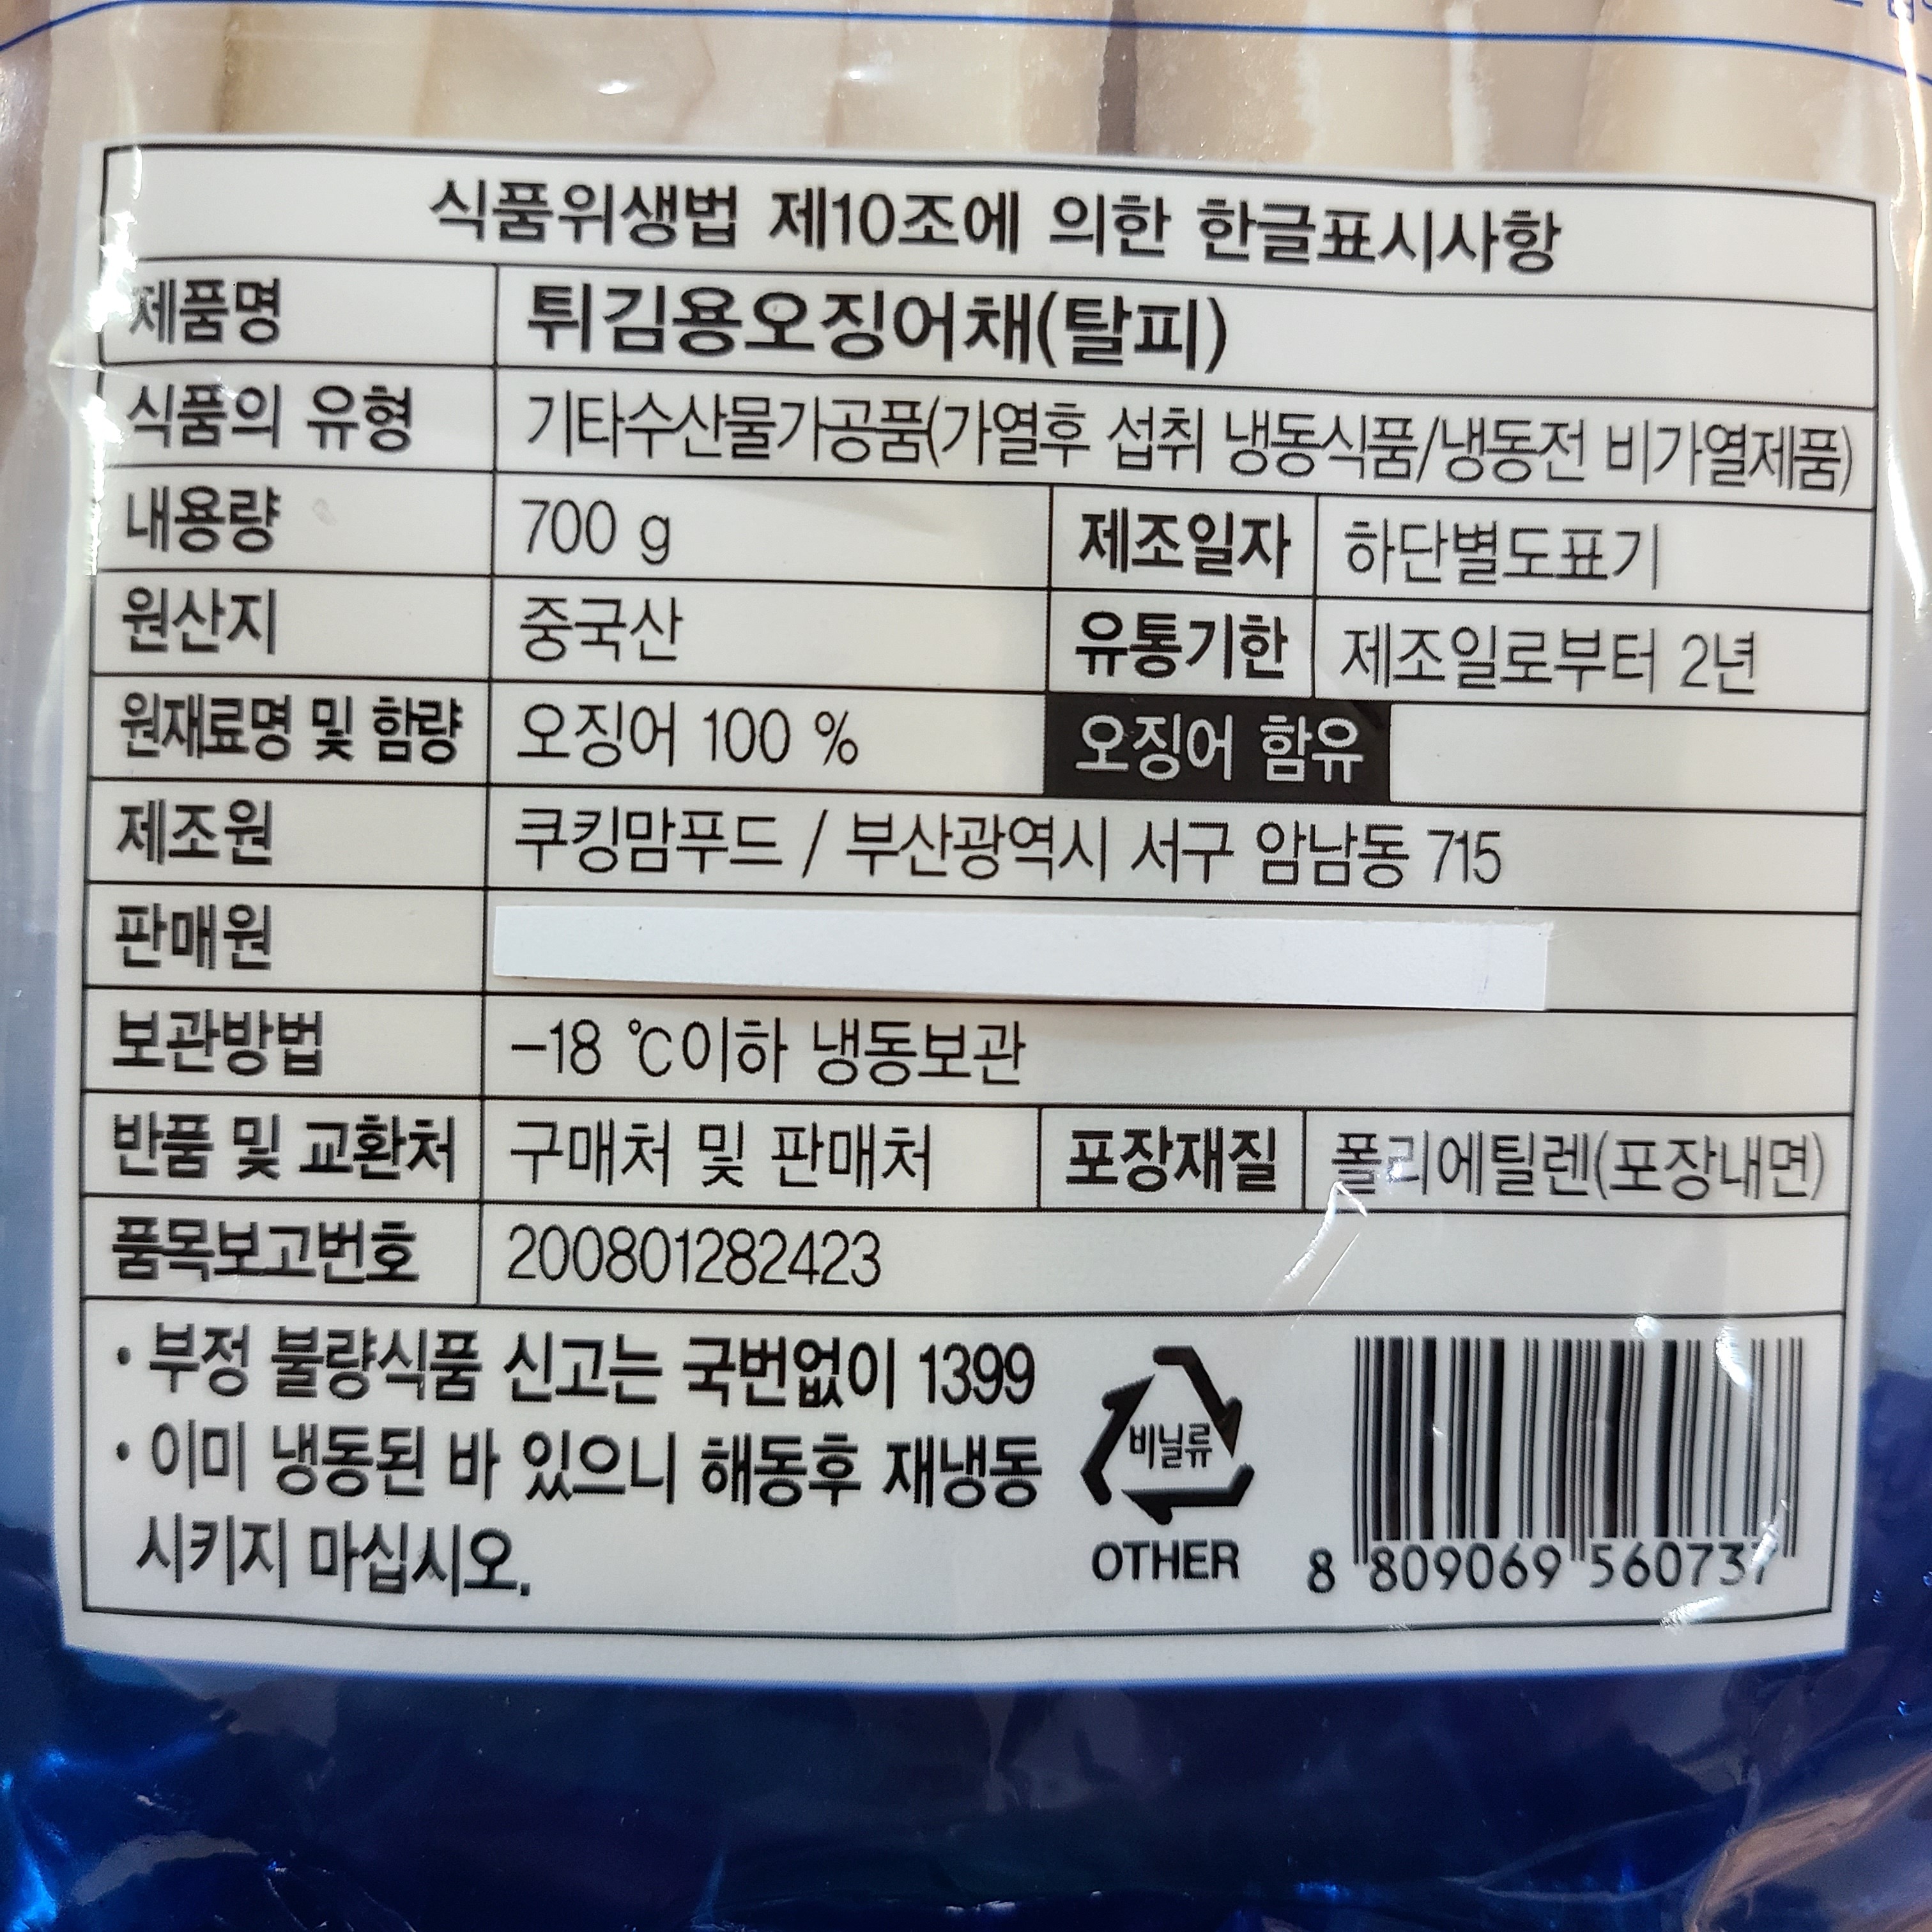 식품위생법 제10조에 의한 한글표시사항
제품명 튀김용오징어채(탈피)
식품의 유형 기타수산물가공품(가열후 섭취 냉동식품/냉동전 비가열제품)
내용량 700 g 제조일자 하단별도표기
원산지 중국산 유통기한 제조일로부터 2년
원재료명 및 함량 오징어 100 % 오징어 함유
제조원 쿠킹맘푸드 / 부산광역시 서구 암남동 715
판매원
보관방법 -18 ℃이하 냉동보관
반품 및 교환처 구매처 및 판매처 포장재질 폴리에틸렌(포장내면)
품목보고번호 200801282423
• 부정 불량식품 신고는 국번없이 1399
• 이미 냉동된 바 있으니 해동후 재냉동
시키지 마십시오.
비닐류
OTHER
8 809069 560737